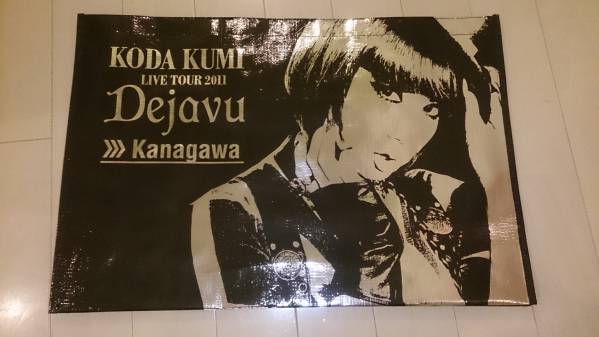 KODA KUMI
LIVE TOUR 2011
Dejavu
>>> Kanagawa